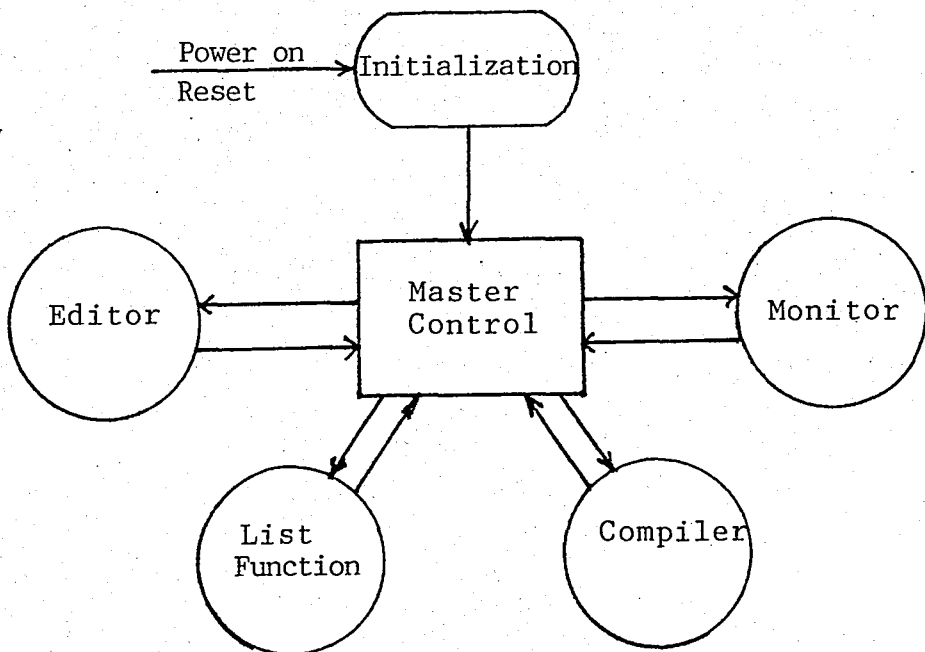 Power on
Reset
Initialization
Master
Control
Editor
Monitor
List
Function
Compiler